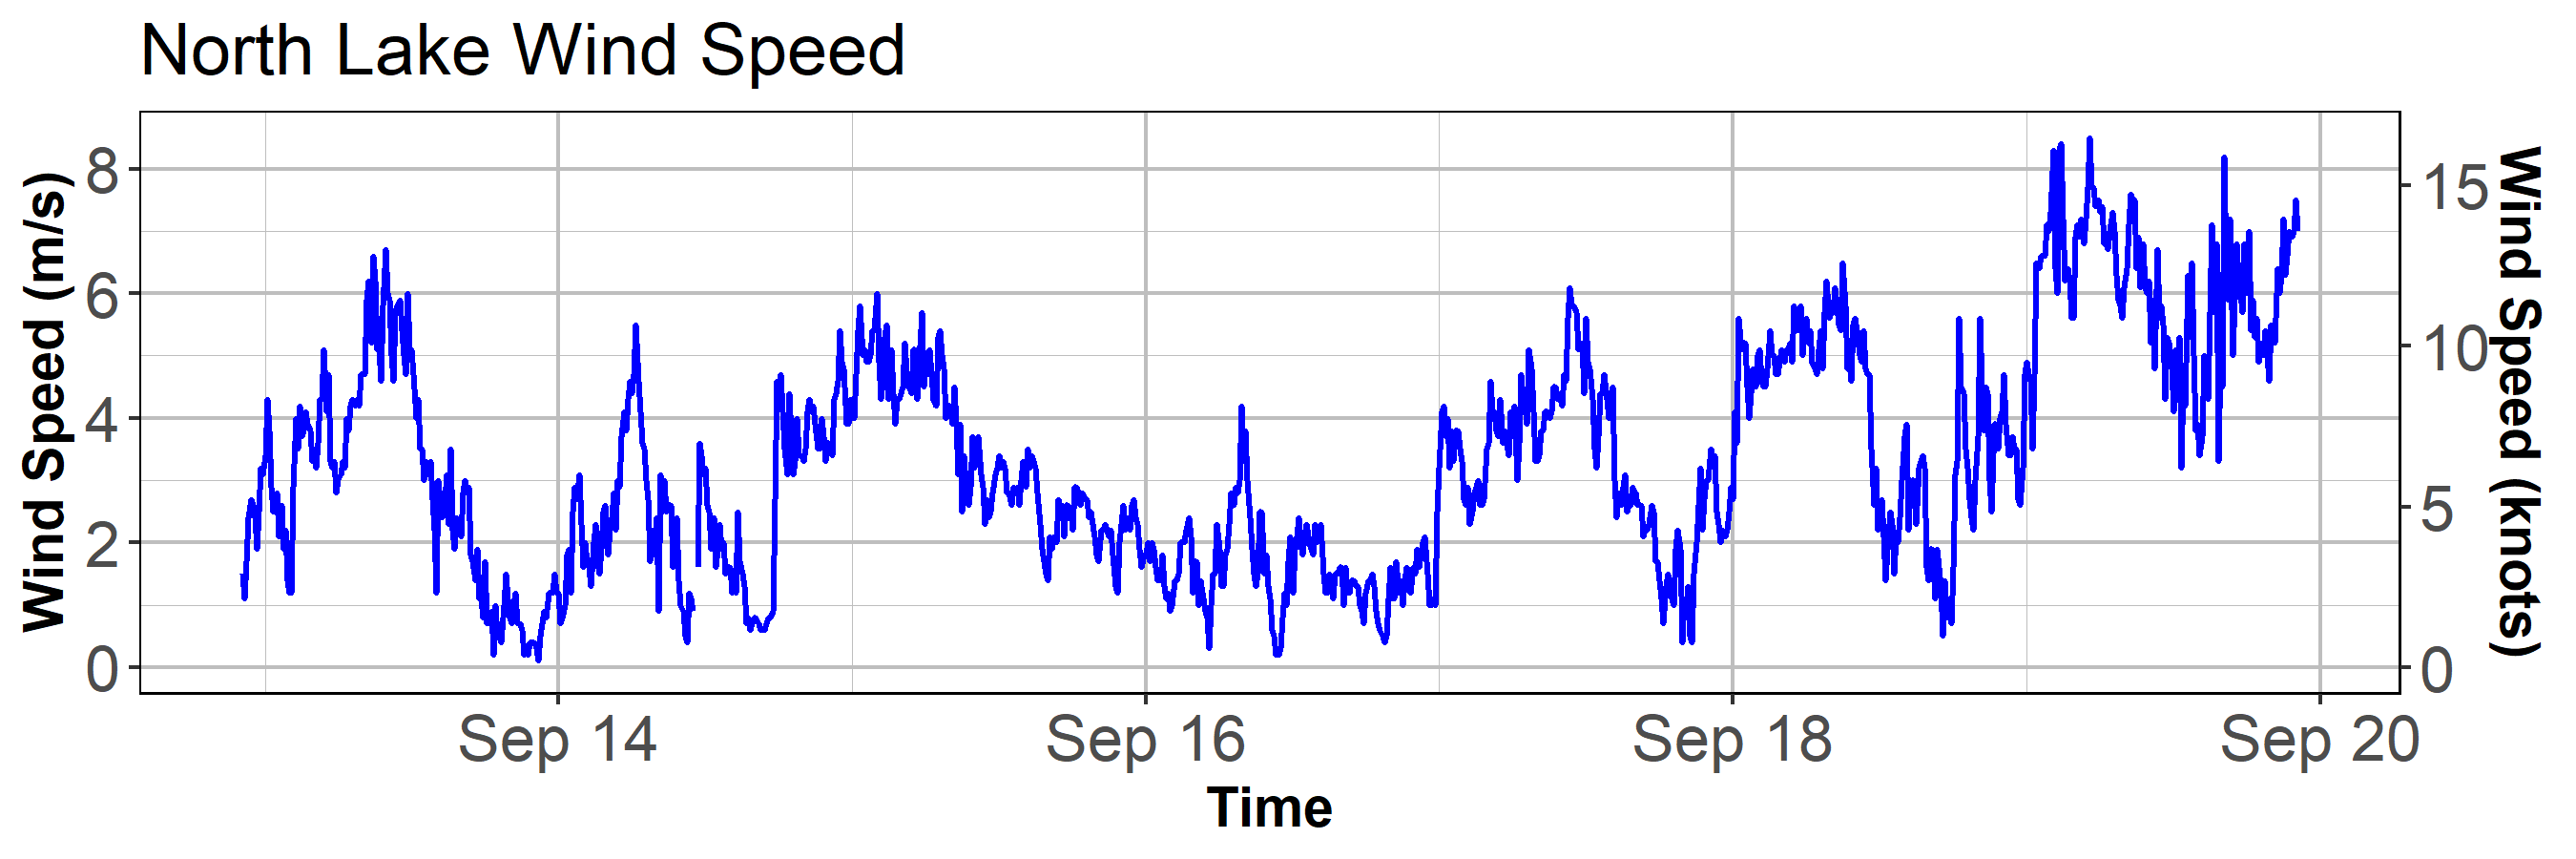 North Lake Wind Speed
Wind Speed (m/s)
8
6
4
2
0
15
10
5
0
Wind Speed (knots)
Sep 14
Sep 16
Sep 18
Sep 20
Time